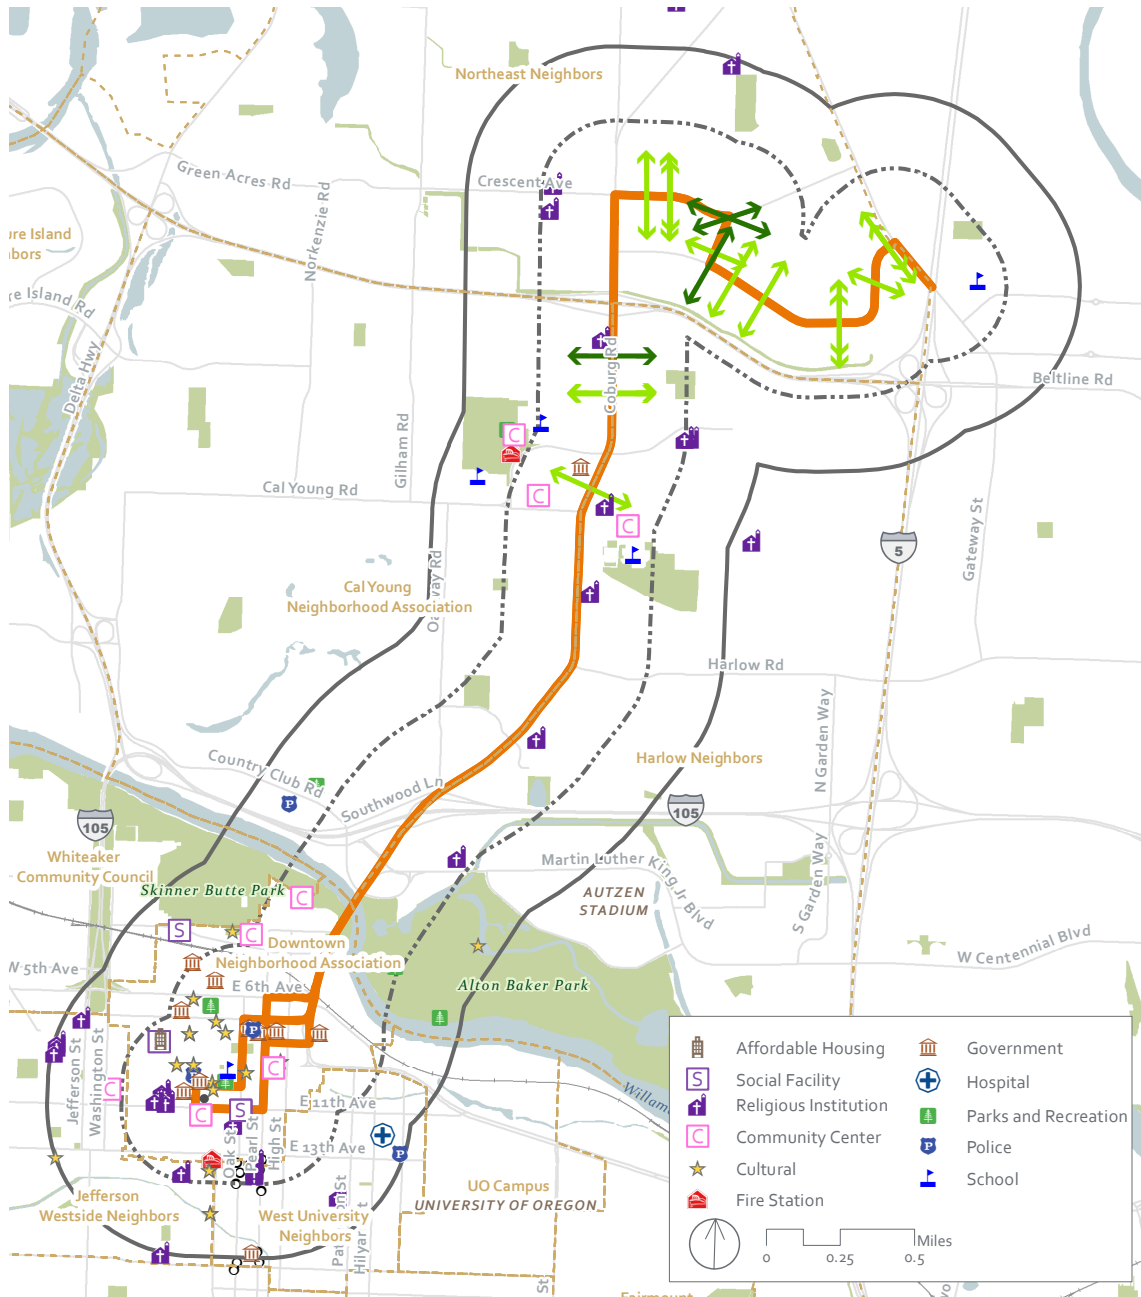 Northeast Neighbors
Green Acres Rd
Crescent Ave
Norkenzie Rd
ure Island
bors
re Island Rd
Delta Hwy
Coburg Rd
Beltline Rd
Gilham Rd
Cal Young Rd
Gateway St
5
Cal Young
Neighborhood Association
way Rd
Harlow Rd
N Garden Way
Harlow Neighbors
Country Club Rd
Southwood Ln
105
105
Whiteaker
Community Council
Martin Luther King Jr Blvd
S Garden Way
Skinner Butte Park
AUTZEN
STADIUM
W Centennial Blvd
Downtown
Neighborhood Association
W 5th Ave
E 6th Ave
Alton Baker Park
Jefferson St
Washington St
E 11th Ave
Willam
E 13th Ave
Oak St
Pearl St
High St
UO Campus
UNIVERSITY OF OREGON
Jefferson
Westside Neighbors
West University
Neighbors
Hilyar
St
Fairmount
Affordable Housing
Social Facility
Religious Institution
Community Center
Cultural
Fire Station
Government
Hospital
Parks and Recreation
Police
School
0
0.25
0.5
Miles